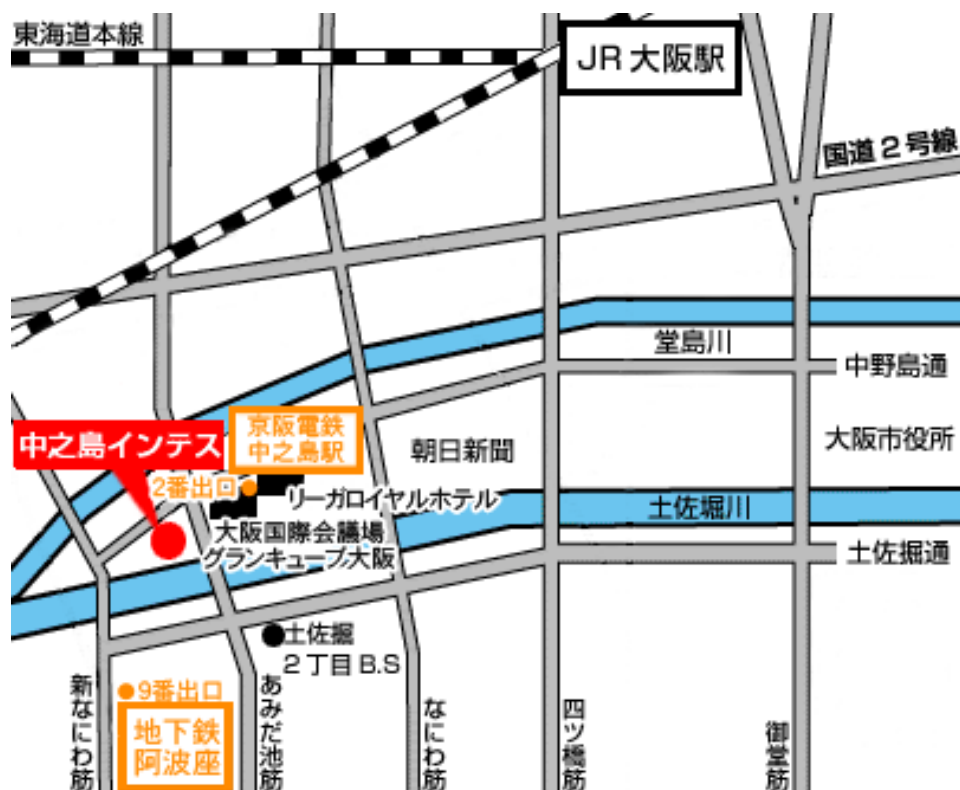 東海道本線
JR 大阪駅
国道2号線
堂島川
中野島通
京阪電鉄
中之島駅
中之島インテス
朝日新聞
大阪市役所
2番出口
リーガロイヤルホテル
土佐堀川
大阪国際会議場
グランキューブ大阪
土佐掘通
土佐掘
2丁目 B.S
9番出口
地下鉄
阿波座
新なにわ筋
あみだ池筋
なにわ筋
四ツ橋筋
御堂筋